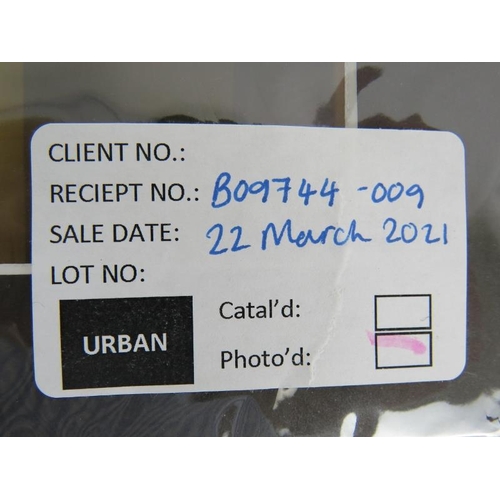 CLIENT NO.:
RECIEPT NO.: B09744-009
SALE DATE: 22 March 2021
LOT NO:
URBAN
Catal'd:
Photo'd: